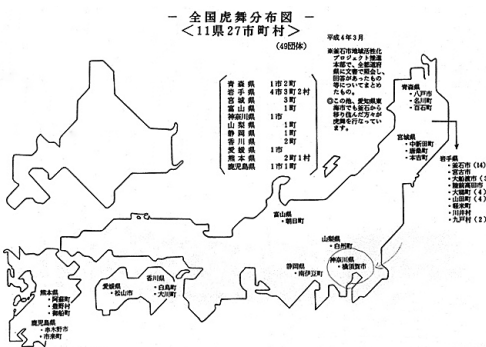 － 全国虎舞分布図 －
＜11県27市町村＞
(49団体)
平成4年3月
※釜石市地域活性化
プロジェクト推進
本部で、全都道府
県に文書で照会し、
回答があったもの
等についてまとめ
たもの。
◎この他、愛知県東
海市でも釜石から
移り住んだ方々が
虎舞を行なってい
ます。
青森県 1市2町
岩手県 4市3町2村
宮城県 3町
富山県 1町
神奈川県 1市
山梨県 1町
静岡県 1町
香川県 2町
愛媛県 1市
熊本県 2町1村
鹿児島県 1市1町
青森県
・八戸市
・名川町
・百石町
宮城県
・中新田町
・唐桑町
・本吉町
岩手県
・釜石市(14)
・宮古市
・大船渡市
・陸前高田市
・大槌町(4)
・山田町(4)
・軽米町
・川井村
・九戸村(2)
富山県
・朝日町
山梨県
・白州町
神奈川県
・横須賀市
静岡県
・南伊豆町
香川県
・白鳥町
・大川町
愛媛県
・松山市
熊本県
・阿蘇町
・豊野村
・御船町
鹿児島県
・串木野市
・市来町